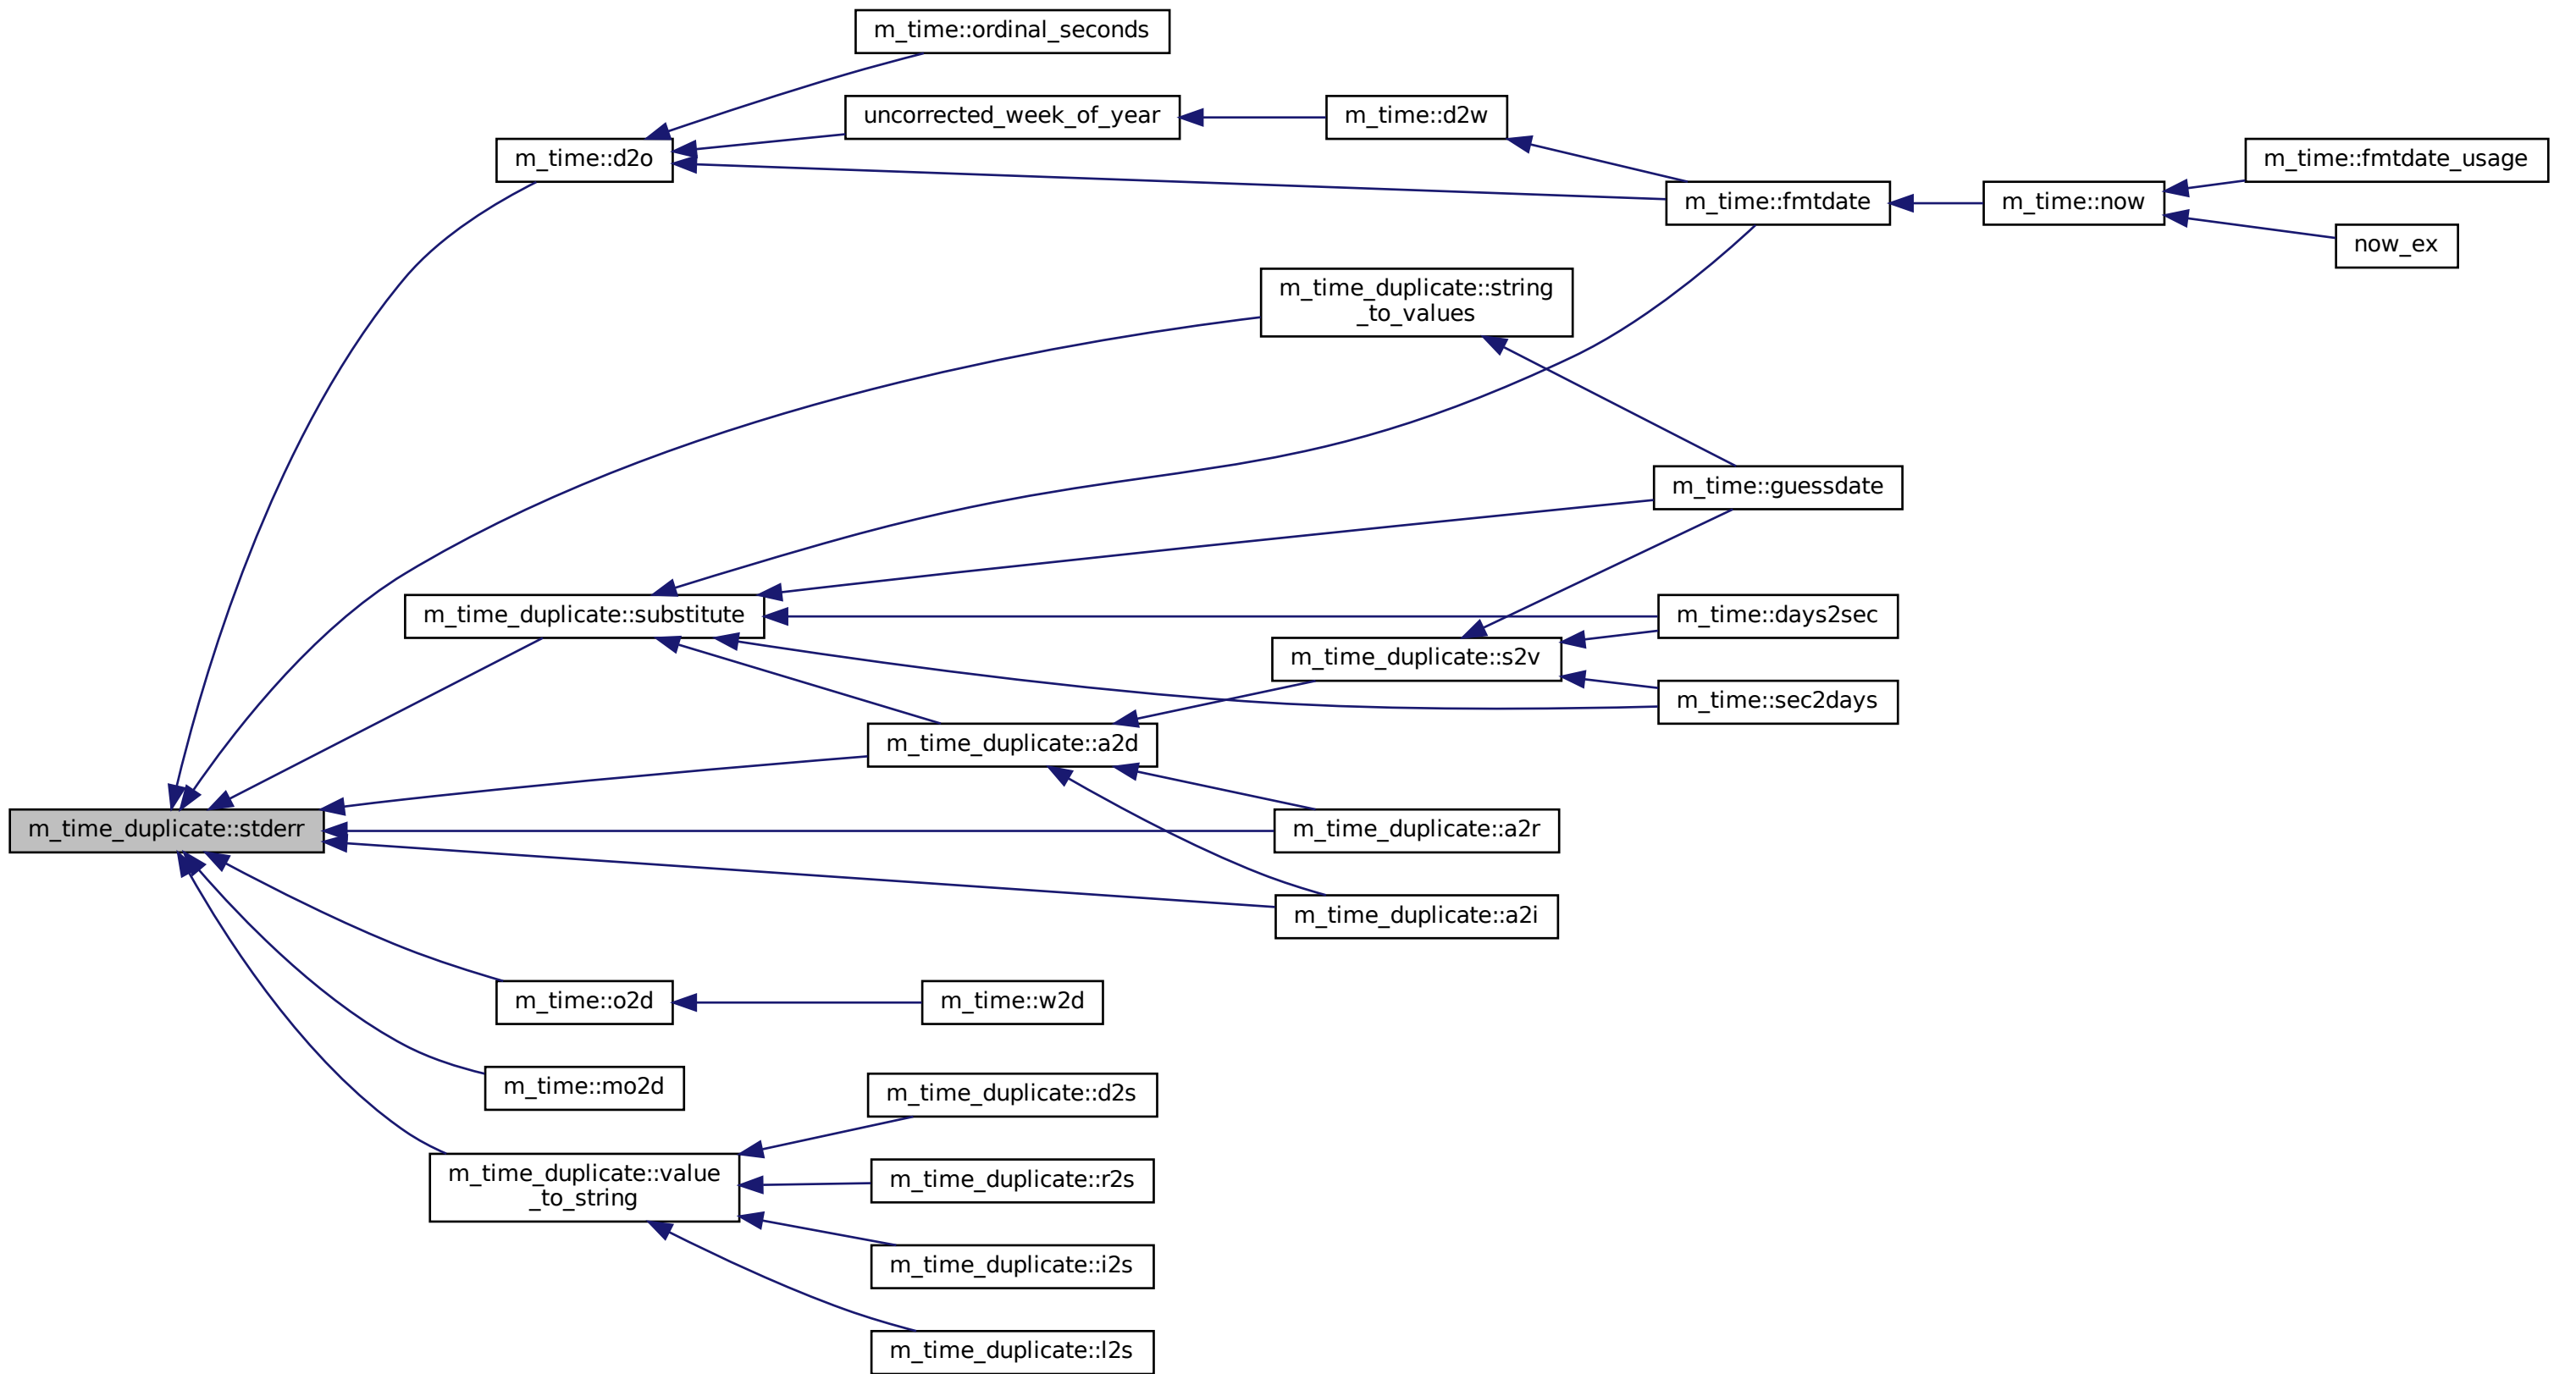 m_time::ordinal_seconds
uncorrected_week_of_year
m_time::d2w
m_time::d2o
m_time::fmtdate_usage
m_time::fmtdate
m_time::now
now_ex
m_time_duplicate::string
_to_values
m_time::guessdate
m_time_duplicate::substitute
m_time::days2sec
m_time_duplicate::s2v
m_time::sec2days
m_time_duplicate::a2d
m_time_duplicate::stderr
m_time_duplicate::a2r
m_time_duplicate::a2i
m_time::o2d
m_time::w2d
m_time::mo2d
m_time_duplicate::d2s
m_time_duplicate::value
_to_string
m_time_duplicate::r2s
m_time_duplicate::i2s
m_time_duplicate::l2s